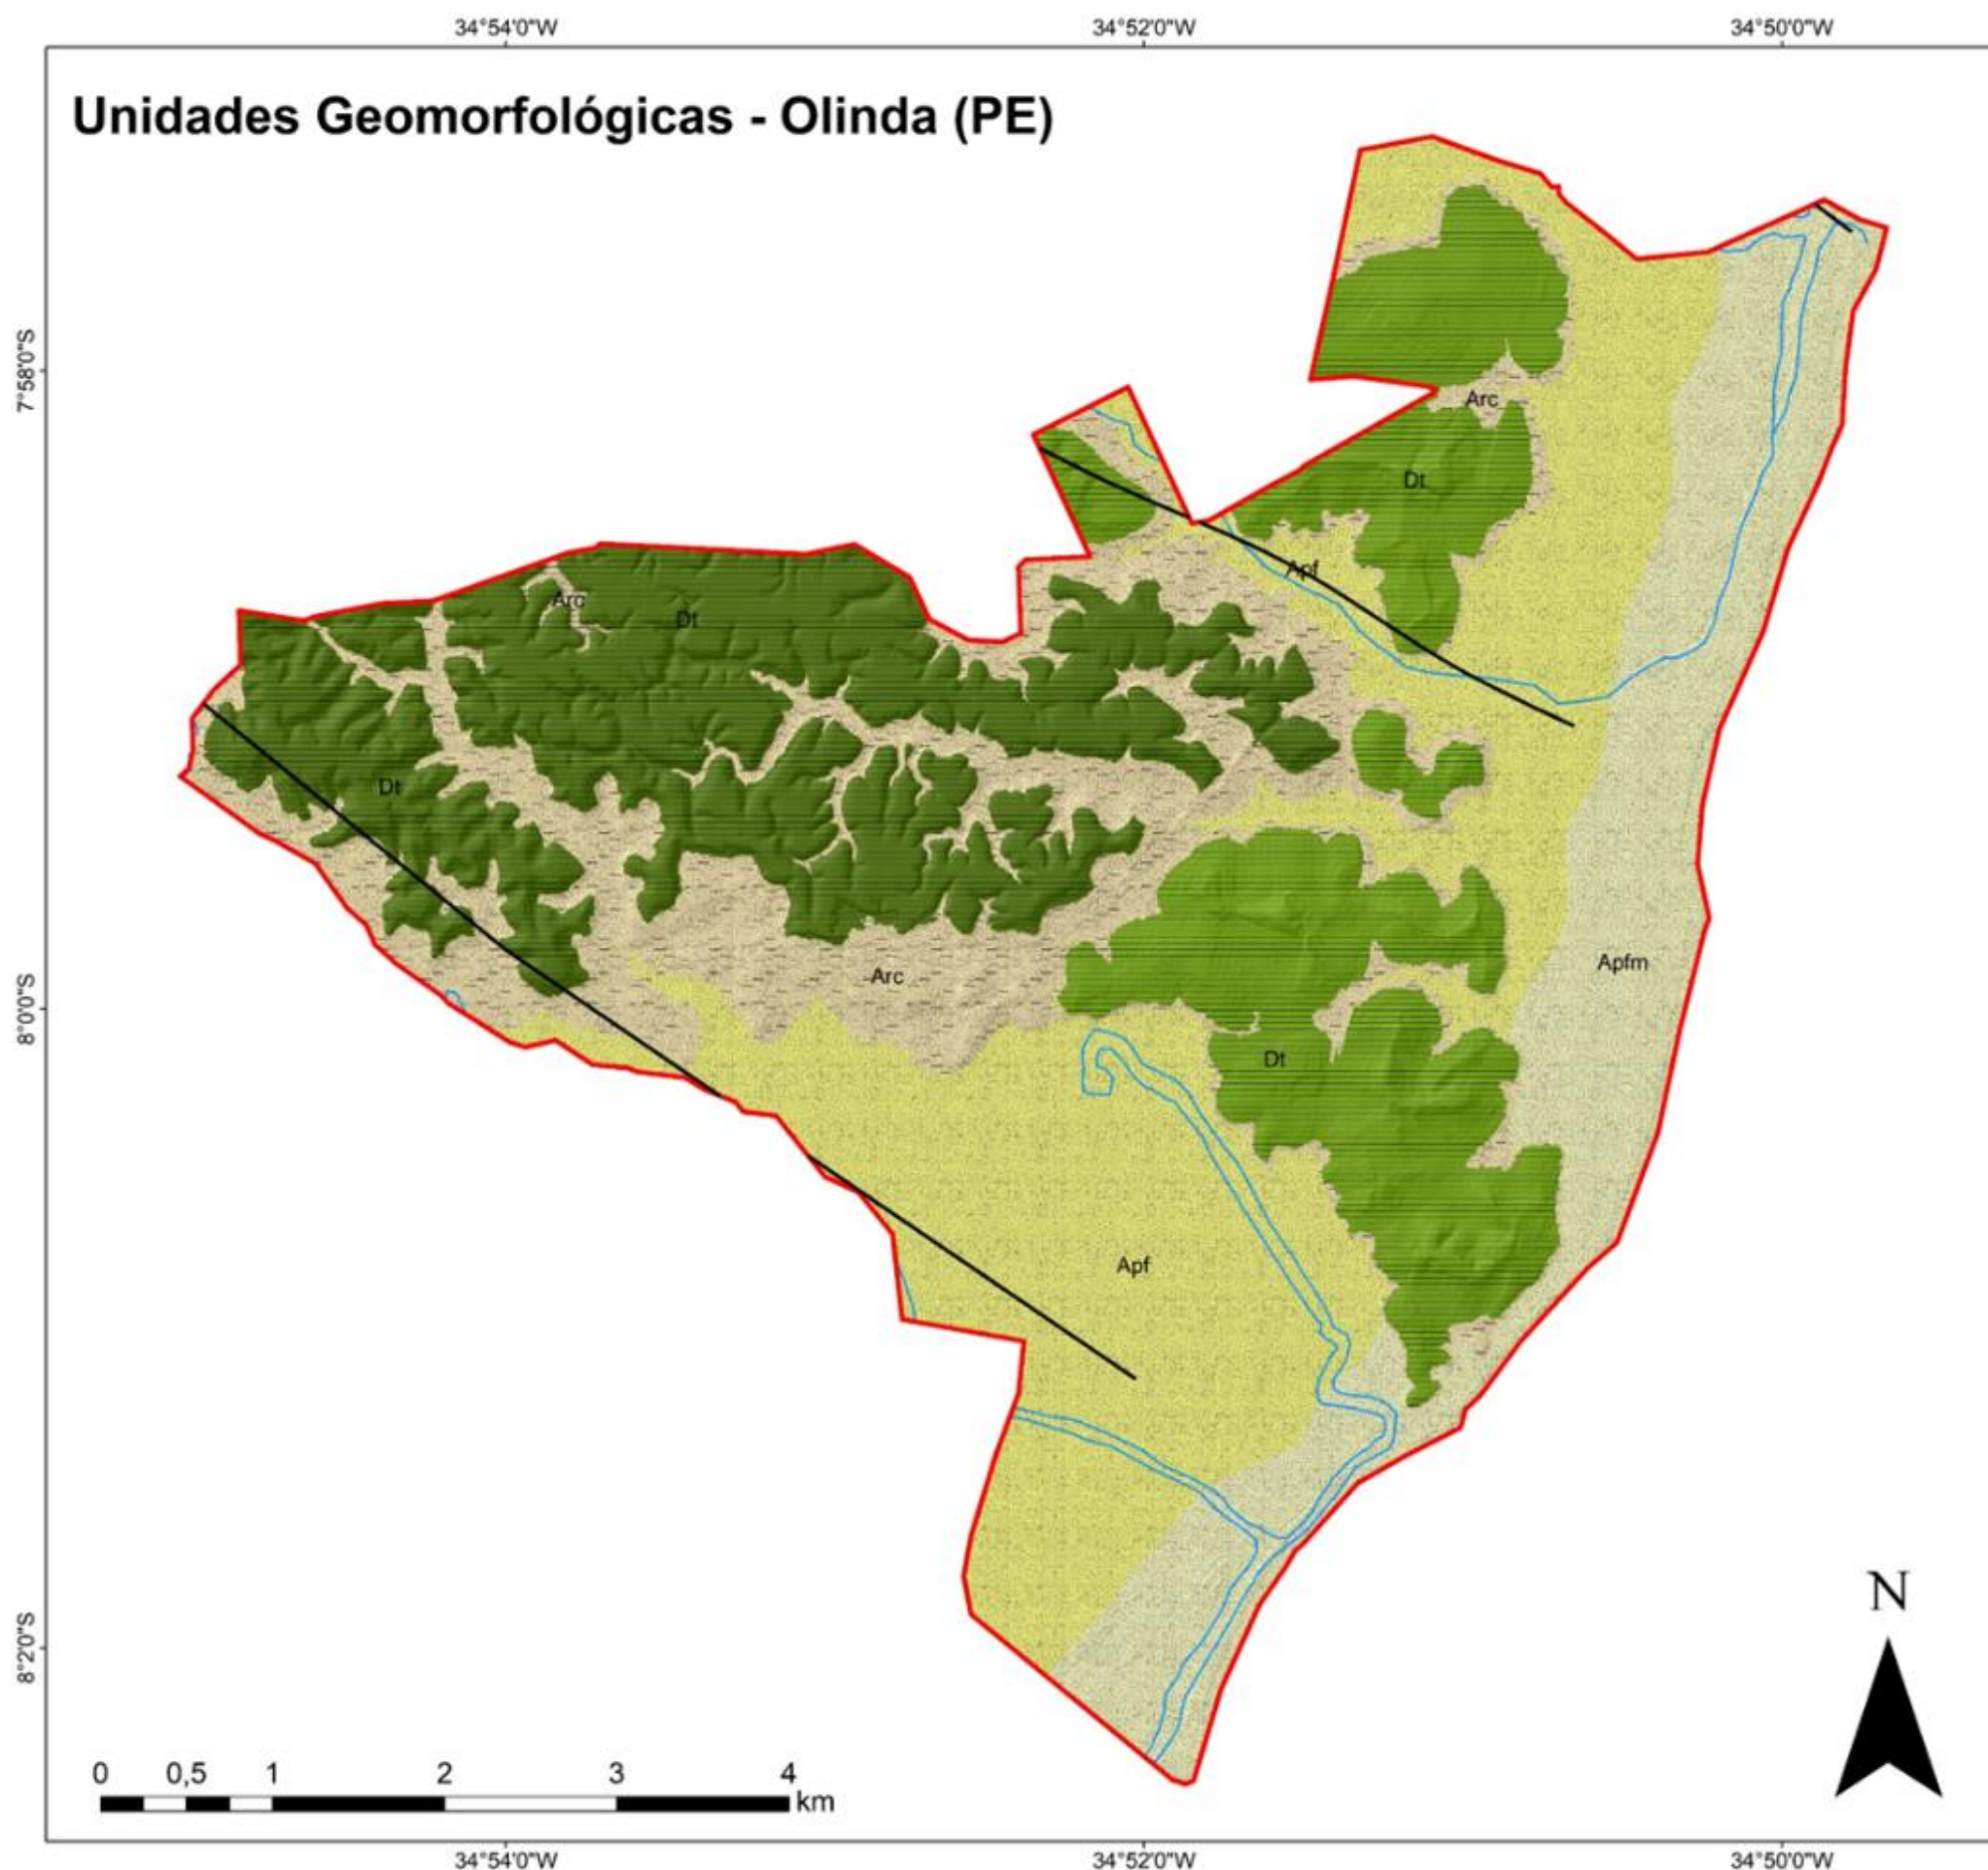 34°54'0"W 34°52'0"W 34°50'0"W
Unidades Geomorfológicas - Olinda (PE)
7°58'0"S
Arc
Dt
Apf
Arc
Dt
Dt
Apfm
Arc
8°0'0"S
Dt
Apf
N
8°2'0"S
0 0,5 1 2 3 4
km
34°54'0"W 34°52'0"W 34°50'0"W